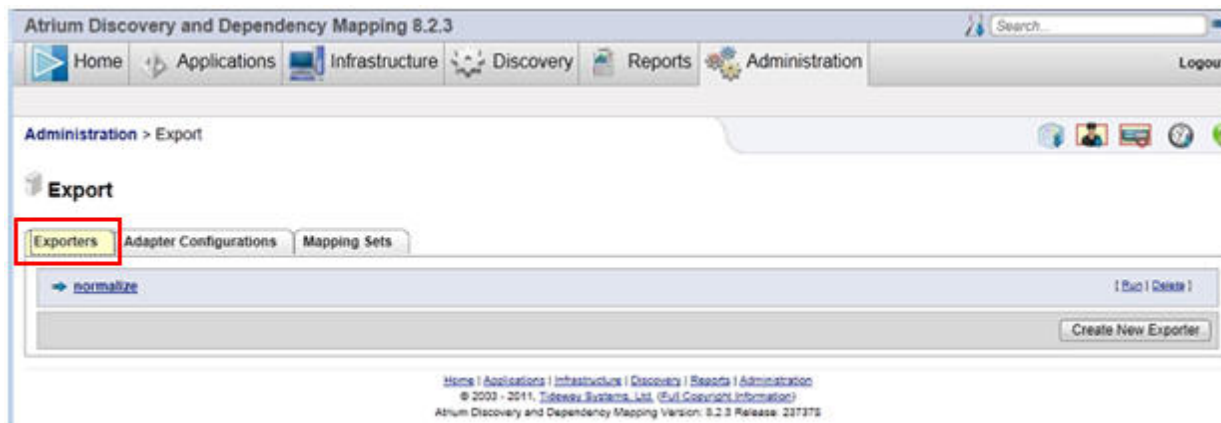 Atrium Discovery and Dependency Mapping 8.2.3 Search...
Home Applications Infrastructure Discovery Reports Administration Logou
Administration > Export
Export
Exporters Adapter Configurations Mapping Sets
normalize [ Run | Delete ]
Create New Exporter
Home | Applications | Infrastructure | Discovery | Reports | Administration
© 2003 - 2011, Tideway Systems, Ltd. (Full Copyright Information)
Atrium Discovery and Dependency Mapping Version: 8.2.3 Release: 237378